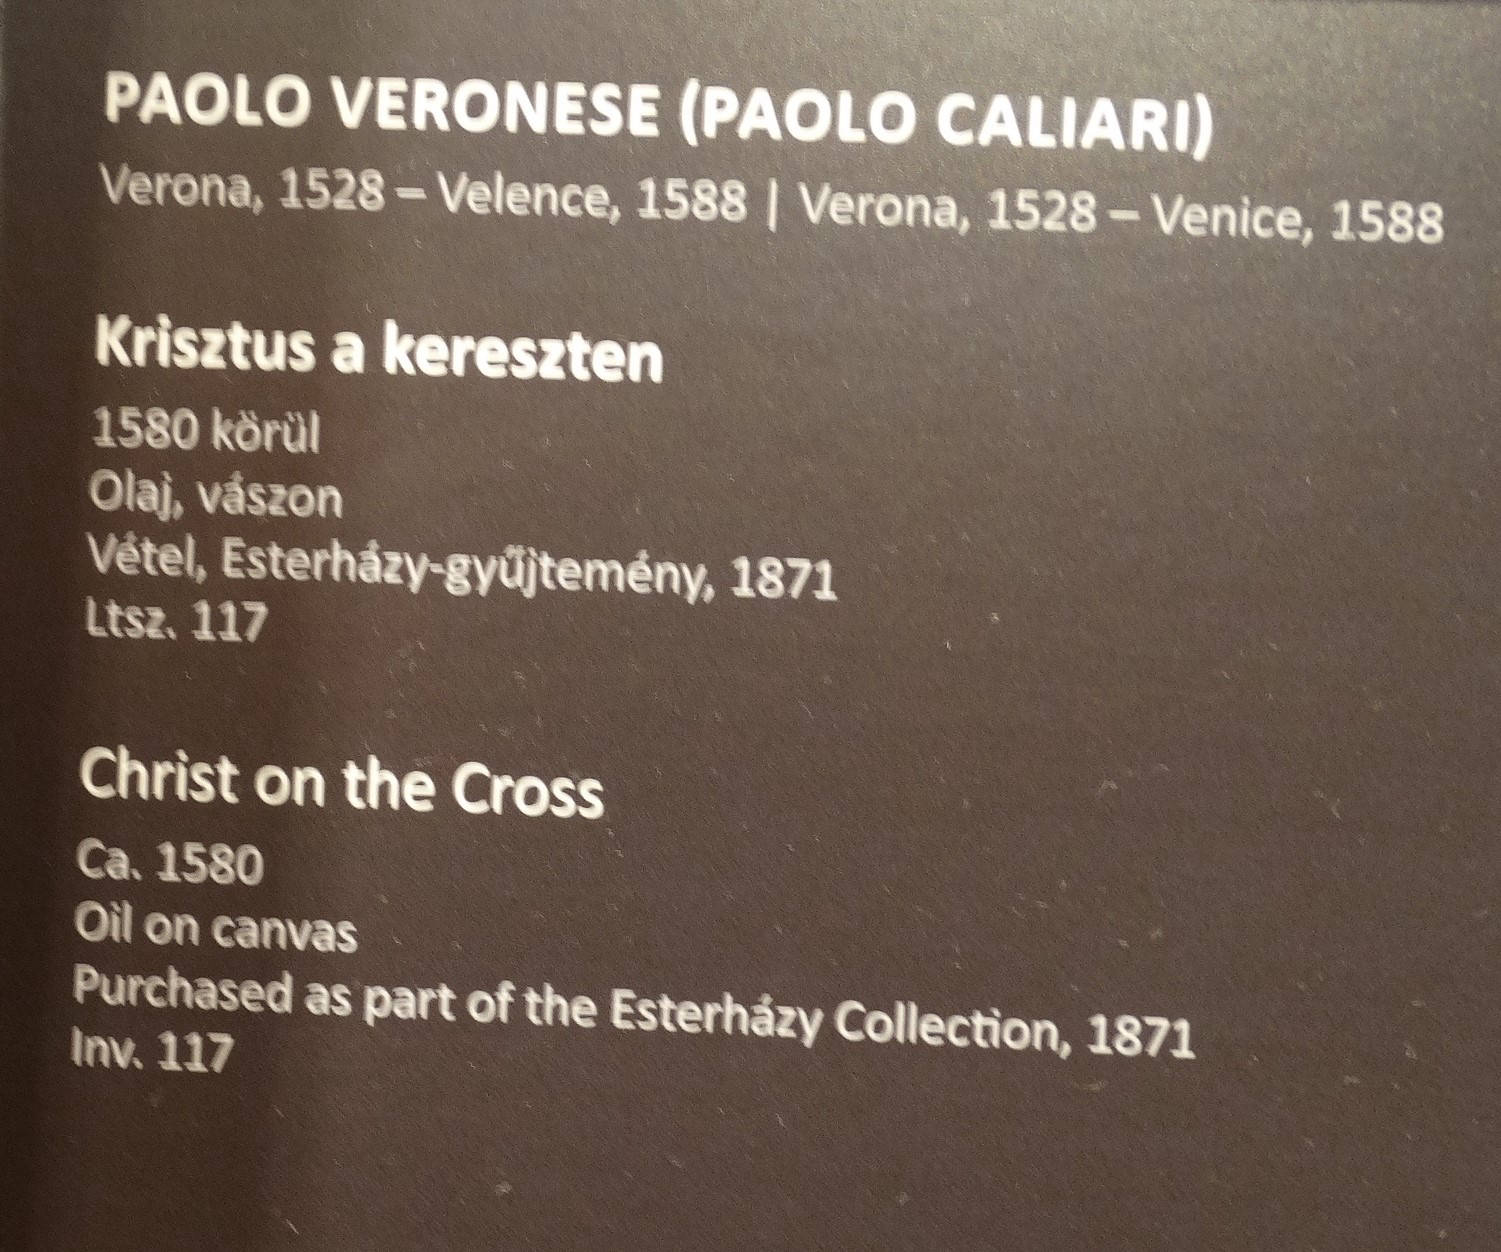 PAOLO VERONESE (PAOLO CALIARI)
Verona, 1528 – Velence, 1588 | Verona, 1528 – Venice, 1588
Krisztus a kereszten
1580 körül
Olaj, vászon
Vétel, Esterházy-gyűjtemény, 1871
Ltsz. 117
Christ on the Cross
Ca. 1580
Oil on canvas
Purchased as part of the Esterházy Collection, 1871
Inv. 117